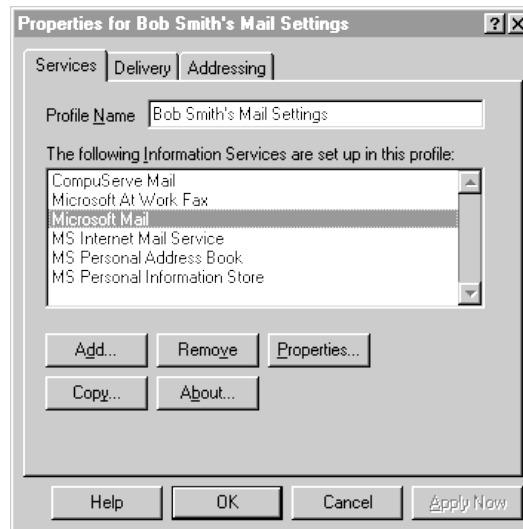 Properties for Bob Smith's Mail Settings ? X
Services Delivery Addressing
Profile Name Bob Smith's Mail Settings
The following Information Services are set up in this profile:
CompuServe Mail
Microsoft At Work Fax
Microsoft Mail
MS Internet Mail Service
MS Personal Address Book
MS Personal Information Store
Add... Remove Properties...
Copy... About...
Help OK Cancel Apply Now